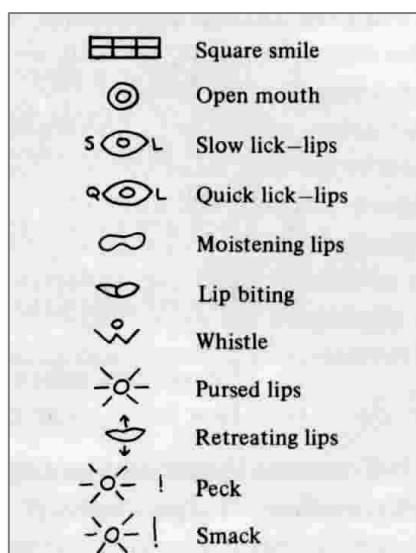 Square smile
Open mouth
S L Slow lick–lips
Q L Quick lick–lips
Moistening lips
Lip biting
Whistle
Pursed lips
Retreating lips
! Peck
! Smack